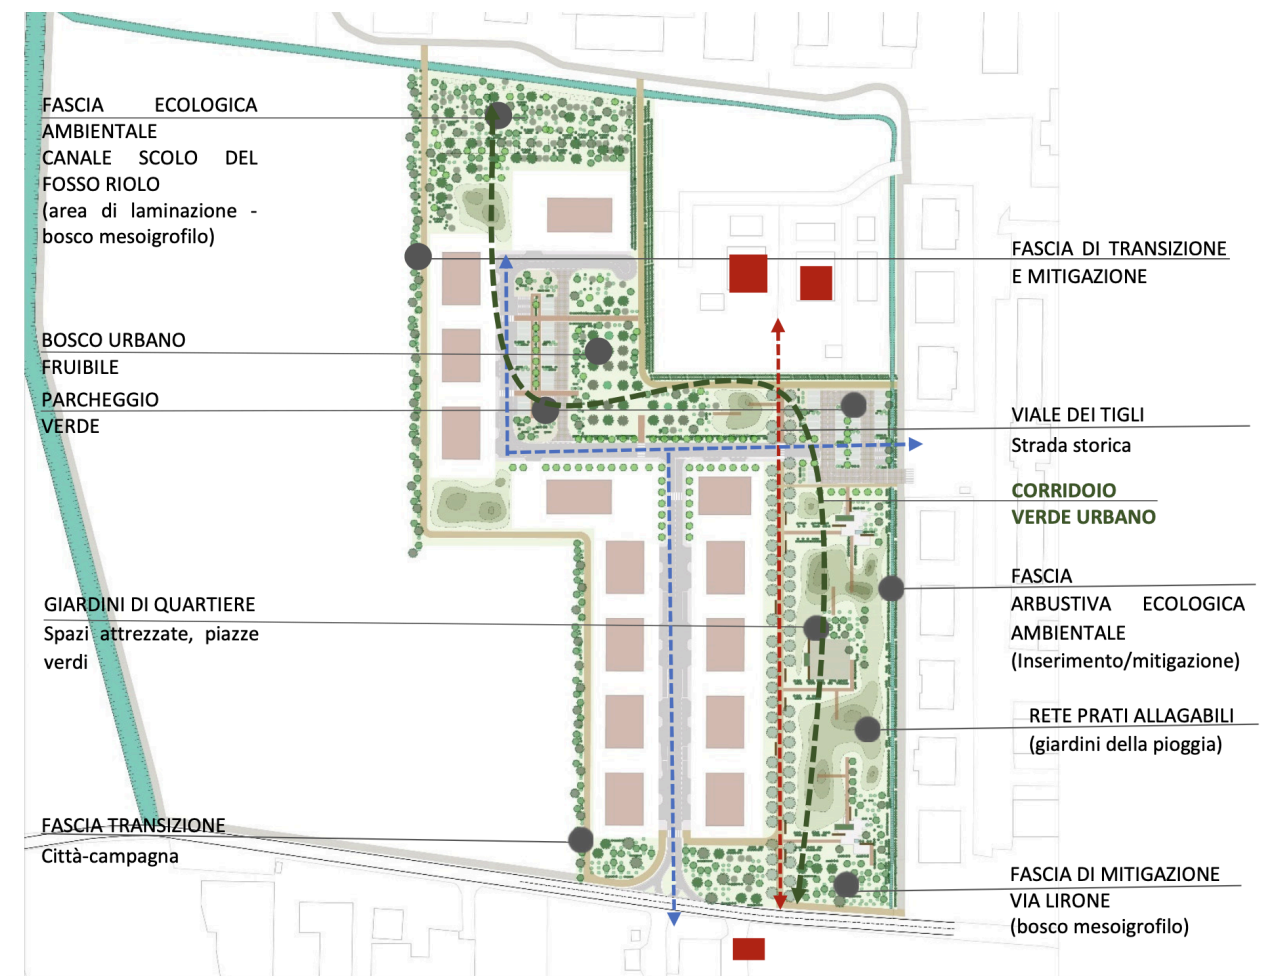 FASCIA ECOLOGICA
AMBIENTALE
CANALE SCOLO DEL
FOSSO RIOLO
(area di laminazione -
bosco mesoigrofilo)
BOSCO URBANO
FRUIBILE
PARCHEGGIO
VERDE
GIARDINI DI QUARTIERE
Spazi attrezzate, piazze
verdi
FASCIA TRANSIZIONE
Città-campagna
FASCIA DI TRANSIZIONE
E MITIGAZIONE
VIALE DEI TIGLI
Strada storica
CORRIDOIO
VERDE URBANO
FASCIA
ARBUSTIVA ECOLOGICA
AMBIENTALE
(Inserimento/mitigazione)
RETE PRATI ALLAGABILI
(giardini della pioggia)
FASCIA DI MITIGAZIONE
VIA LIRONE
(bosco mesoigrofilo)